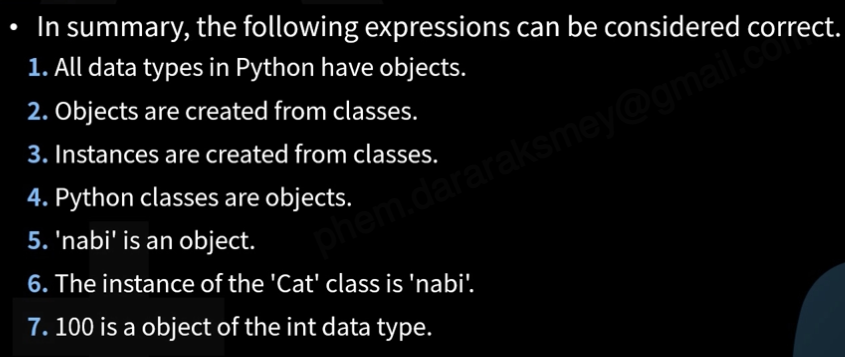 • In summary, the following expressions can be considered correct.
1. All data types in Python have objects.
2. Objects are created from classes.
3. Instances are created from classes.
4. Python classes are objects.
5. 'nabi' is an object.
6. The instance of the 'Cat' class is 'nabi'.
7. 100 is a object of the int data type.
phem.dararaksmey@gmail.com